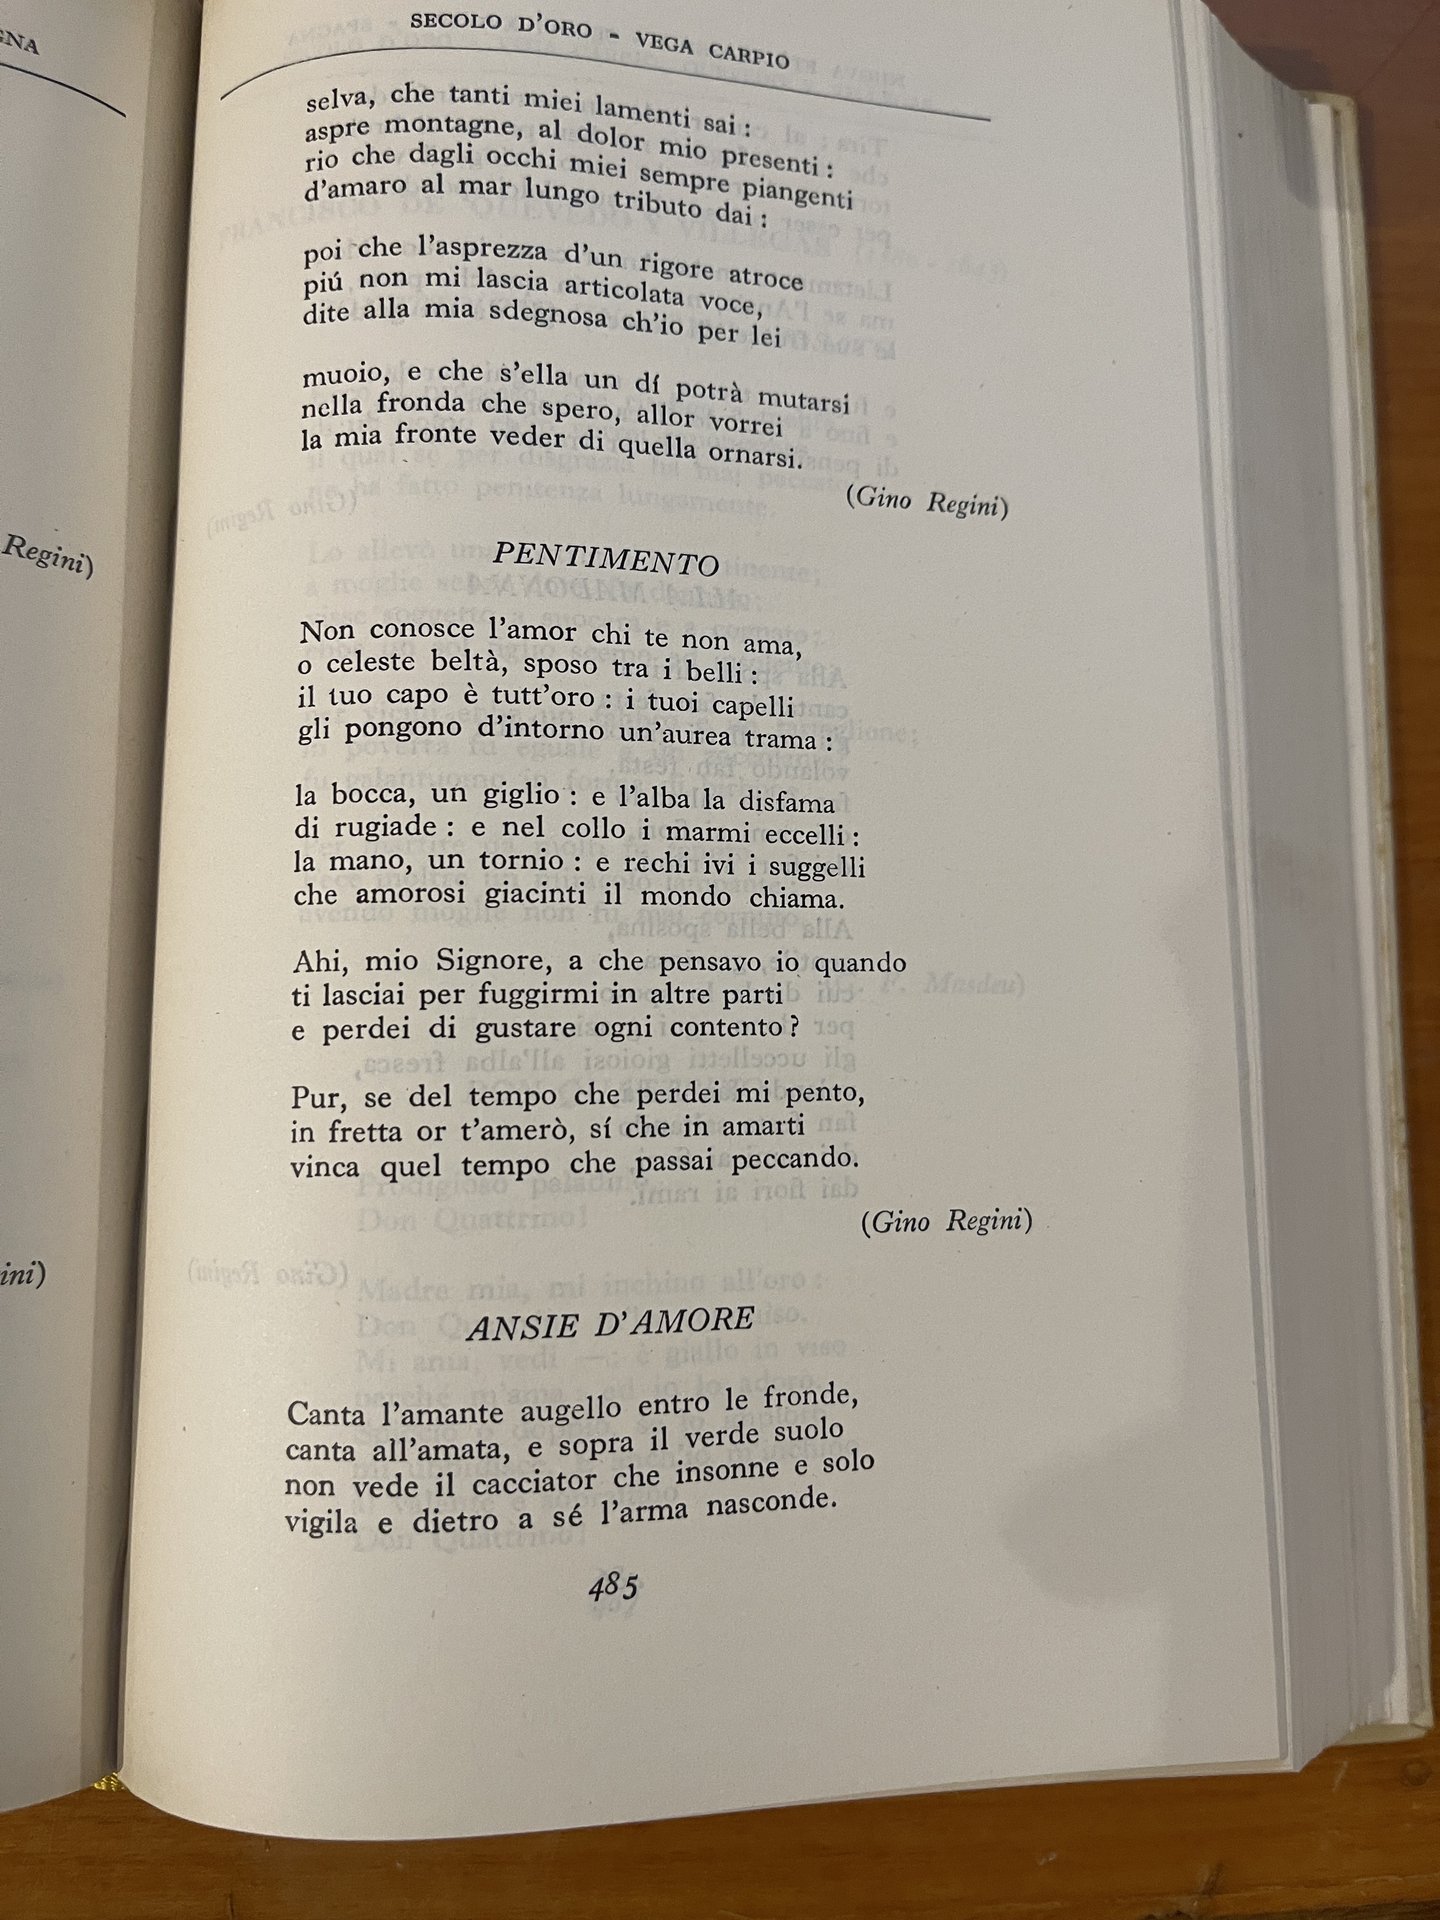 GNA
Regini)
ini)
SECOLO D'ORO - VEGA CARPIO
selva, che tanti miei lamenti sai :
aspre montagne, al dolor mio presenti :
rio che dagli occhi miei sempre piangenti
d'amaro al mar lungo tributo dai :
poi che l'asprezza d'un rigore atroce
piú non mi lascia articolata voce,
dite alla mia sdegnosa ch'io per lei
muoio, e che s'ella un dí potrà mutarsi
nella fronda che spero, allor vorrei
la mia fronte veder di quella ornarsi.
(Gino Regini)
PENTIMENTO
Non conosce l'amor chi te non ama,
o celeste beltà, sposo tra i belli :
il tuo capo è tutt'oro : i tuoi capelli
gli pongono d'intorno un'aurea trama :
la bocca, un giglio : e l'alba la disfama
di rugiade : e nel collo i marmi eccelli :
la mano, un tornio : e rechi ivi i suggelli
che amorosi giacinti il mondo chiama.
Ahi, mio Signore, a che pensavo io quando
ti lasciai per fuggirmi in altre parti
e perdei di gustare ogni contento ?
Pur, se del tempo che perdei mi pento,
in fretta or t'amerò, sí che in amarti
vinca quel tempo che passai peccando.
(Gino Regini)
ANSIE D'AMORE
Canta l'amante augello entro le fronde,
canta all'amata, e sopra il verde suolo
non vede il cacciator che insonne e solo
vigila e dietro a sé l'arma nasconde.
485